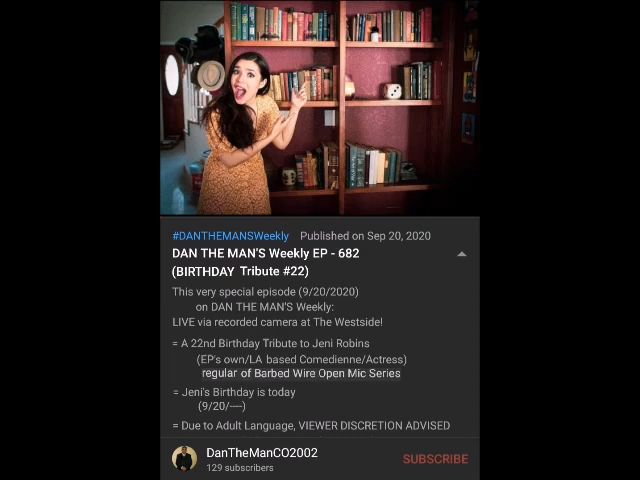 #DANTHEMANSWeekly Published on Sep 20, 2020
DAN THE MAN'S Weekly EP - 682
(BIRTHDAY Tribute #22)
This very special episode (9/20/2020)
on DAN THE MAN'S Weekly:
LIVE via recorded camera at The Westside!
= A 22nd Birthday Tribute to Jeni Robins
(EP's own/LA based Comedienne/Actress)
regular of Barbed Wire Open Mic Series
= Jeni's Birthday is today
(9/20/----)
= Due to Adult Language, VIEWER DISCRETION ADVISED
DanTheManCO2002
129 subscribers
SUBSCRIBE